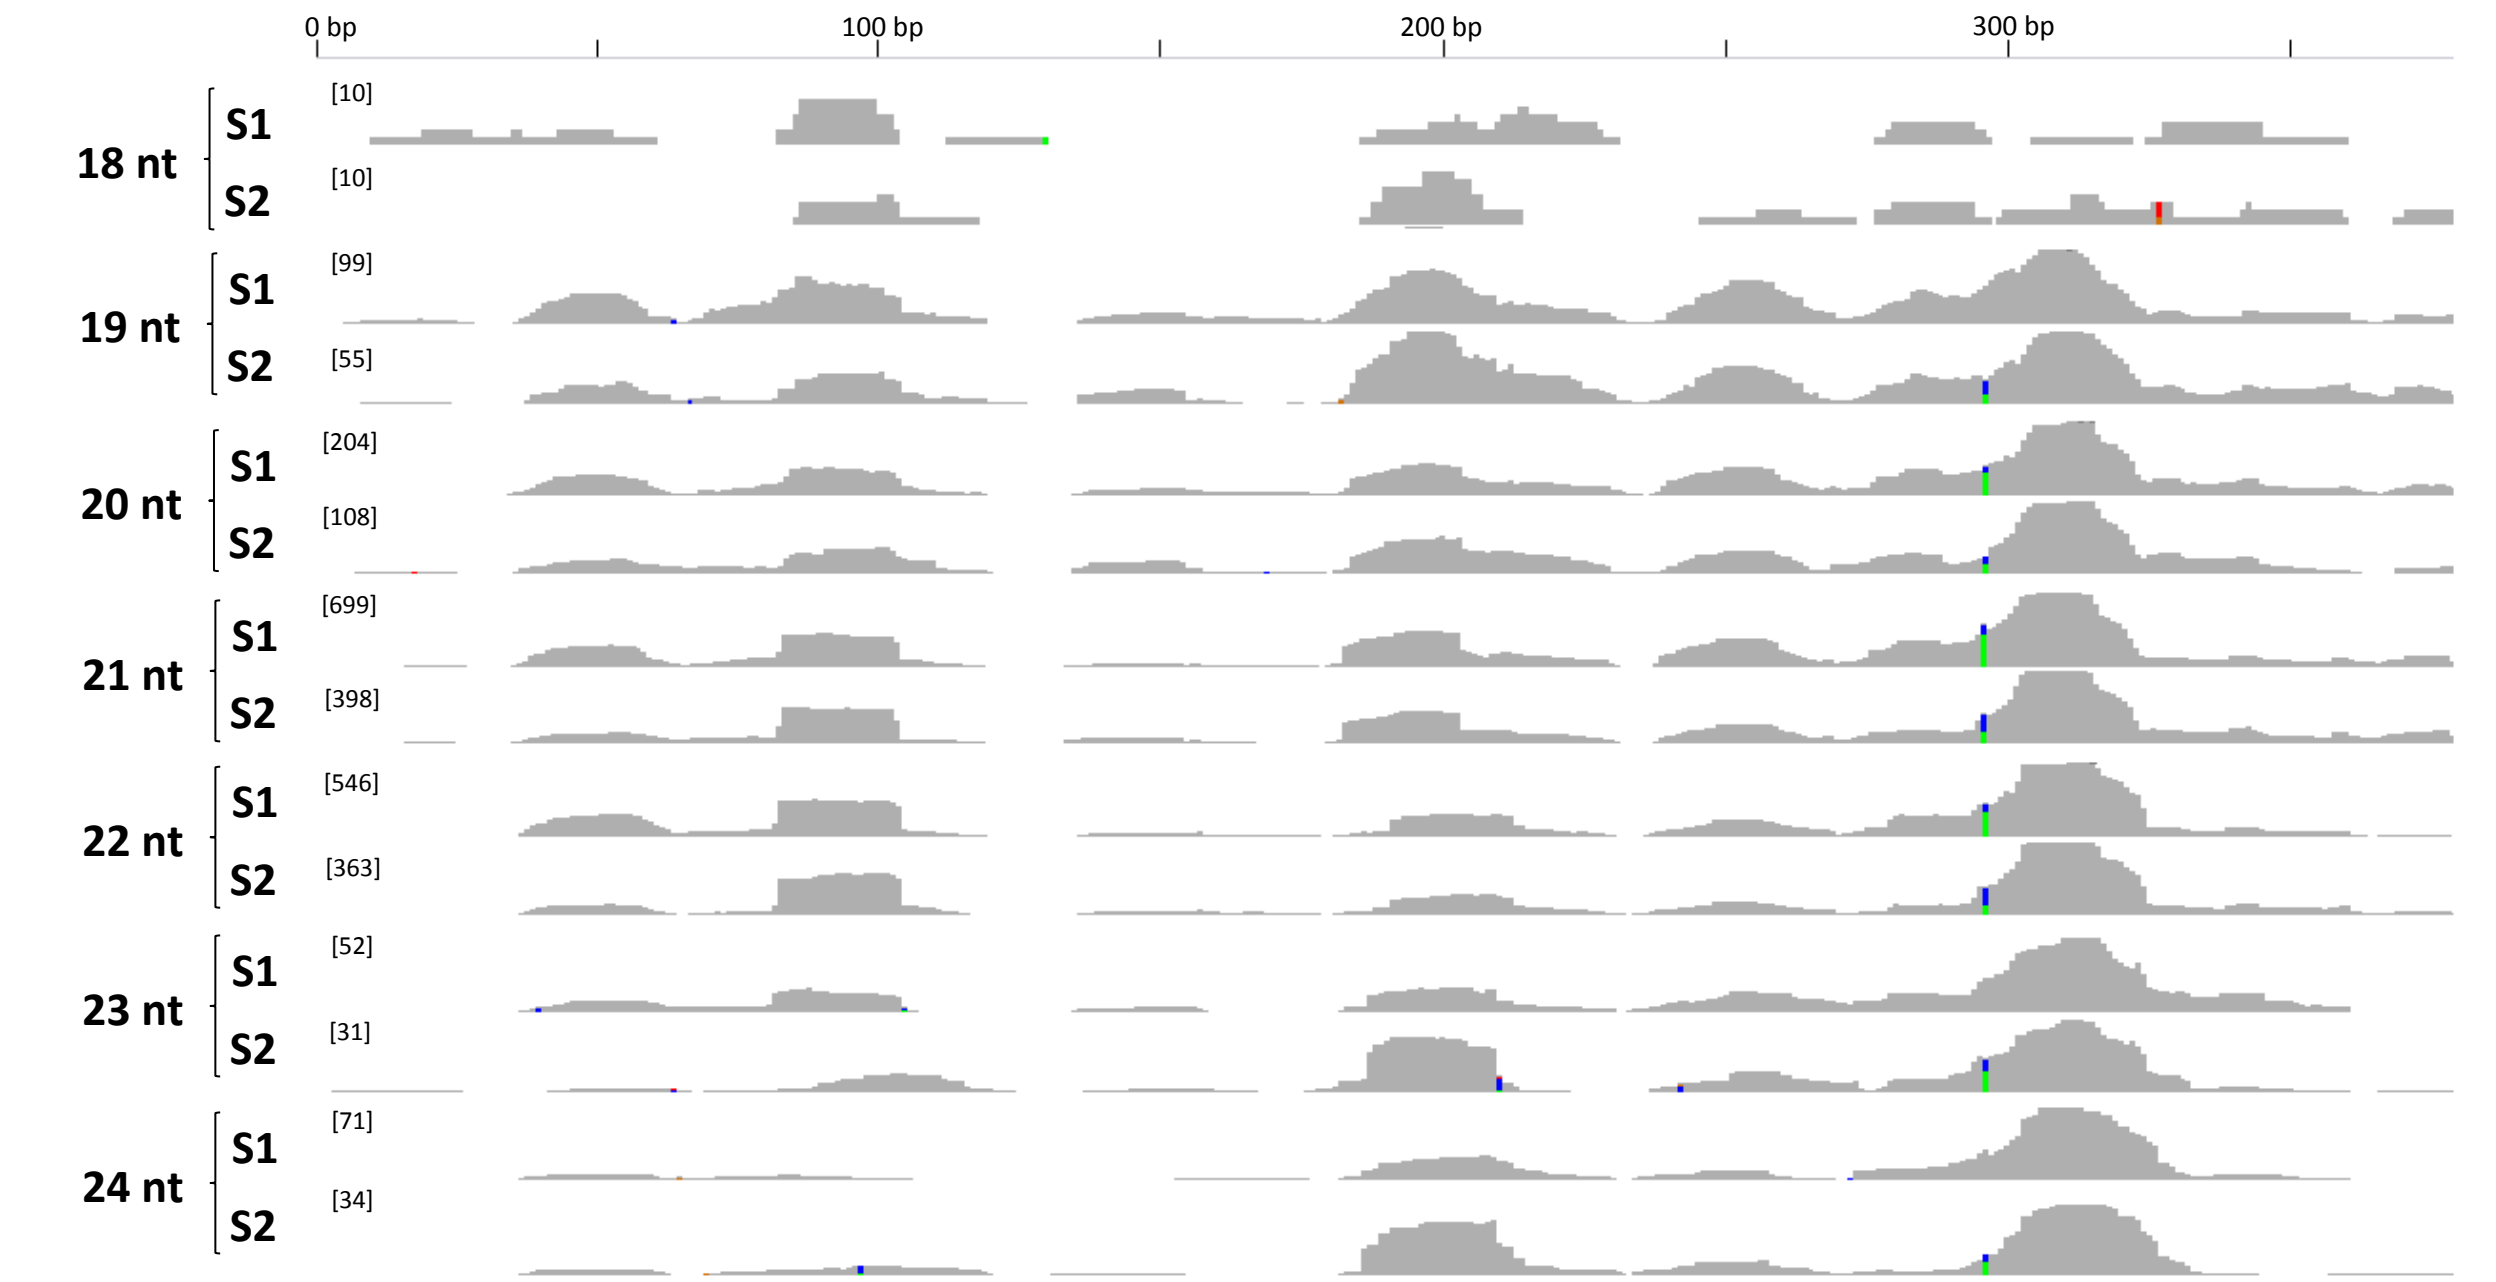 0 bp 100 bp 200 bp 300 bp
[10]
S1
18 nt
[10]
S2
[99]
S1
19 nt
[55]
S2
[204]
S1
20 nt
[108]
S2
[699]
S1
21 nt
[398]
S2
[546]
S1
22 nt
[363]
S2
[52]
S1
23 nt
[31]
S2
[71]
S1
24 nt
[34]
S2